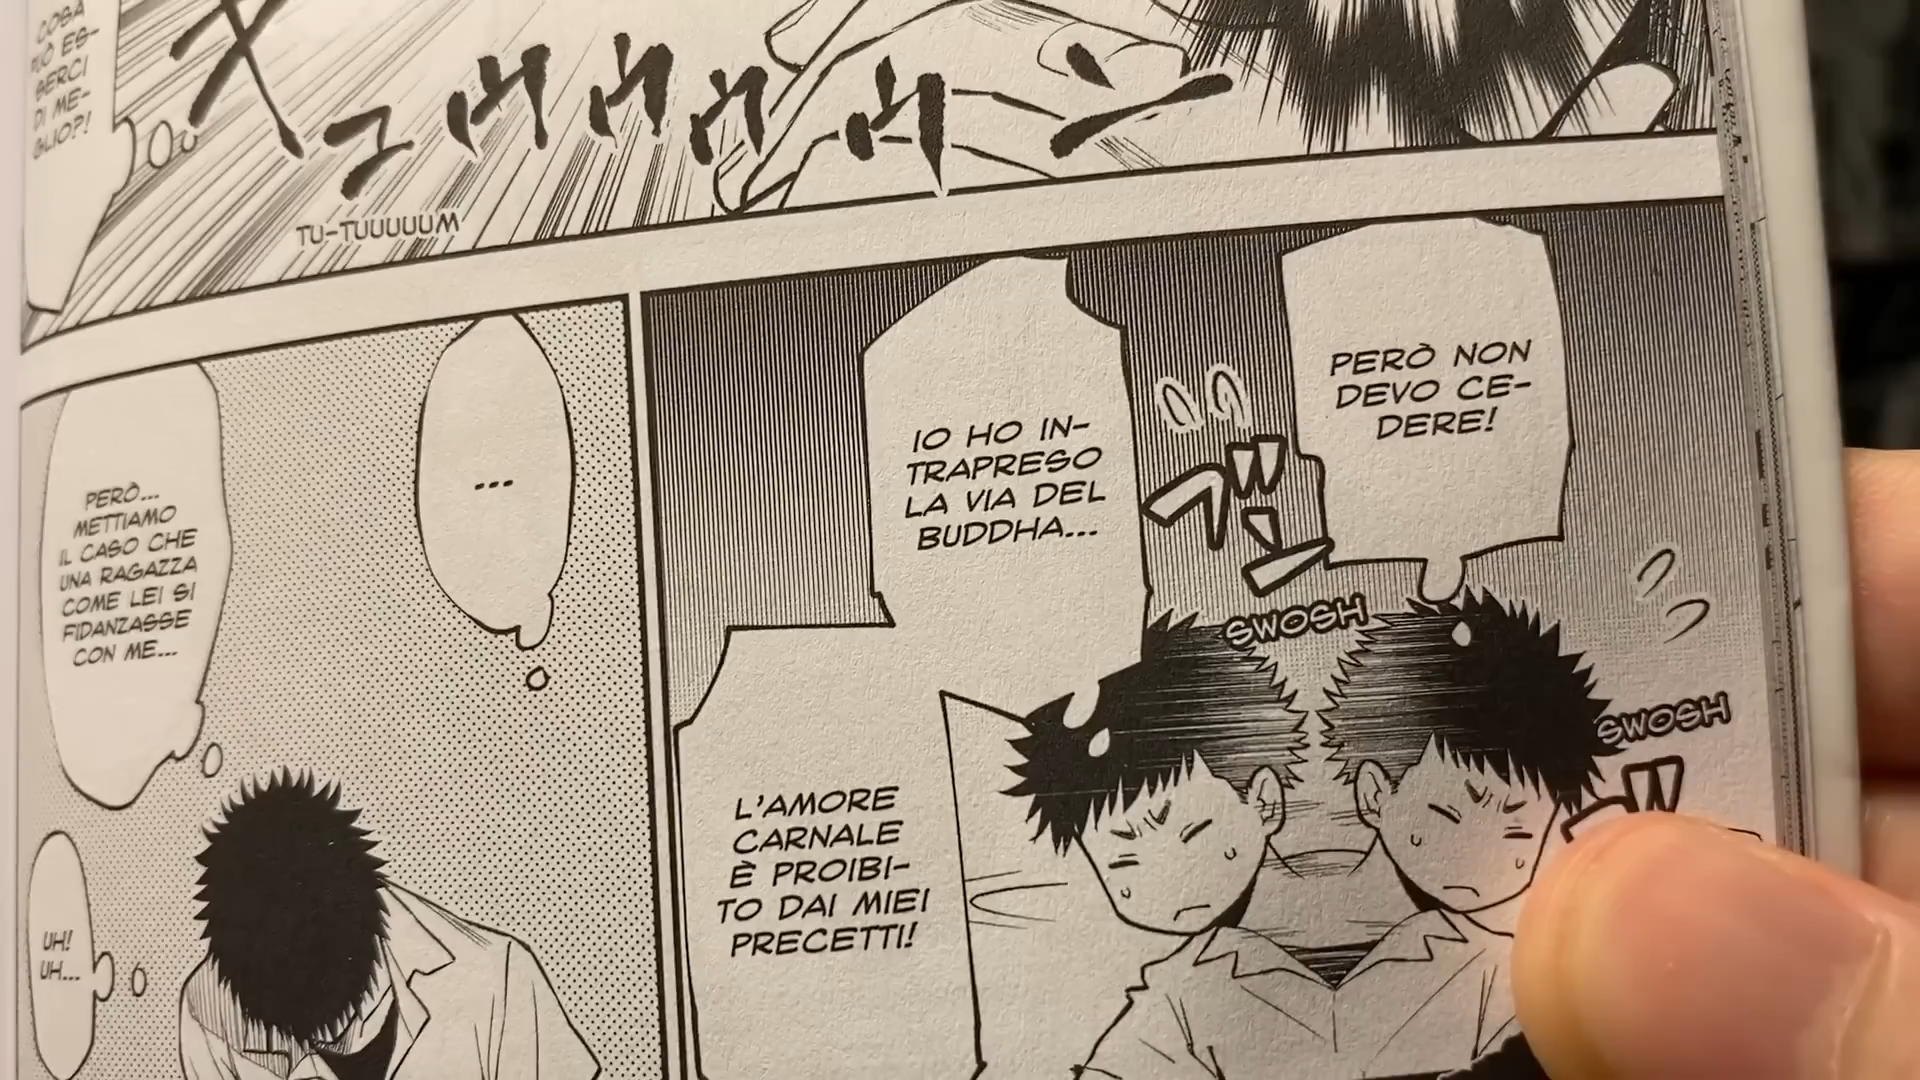 COSA
PUÒ ES-
SERCI
DI ME-
GLIO?!
TU-TUUUUUM
PERÒ NON
DEVO CE-
DERE!
IO HO IN-
TRAPRESO
LA VIA DEL
BUDDHA...
L'AMORE
CARNALE
È PROIBI-
TO DAI MIEI
PRECETTI!
SWOSH
SWOSH
...
PERÒ...
METTIAMO
IL CASO CHE
UNA RAGAZZA
COME LEI SI
FIDANZASSE
CON ME...
UH!
UH...